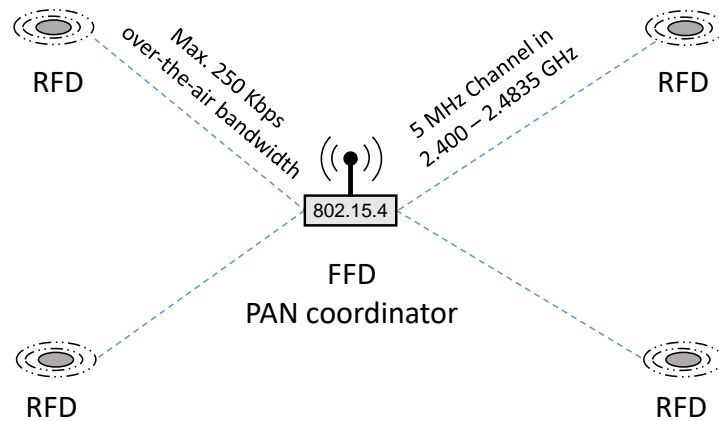 RFD
Max. 250 Kbps
over-the-air bandwidth
5 MHz Channel in
2.400 – 2.4835 GHz
RFD
802.15.4
FFD
PAN coordinator
RFD
RFD